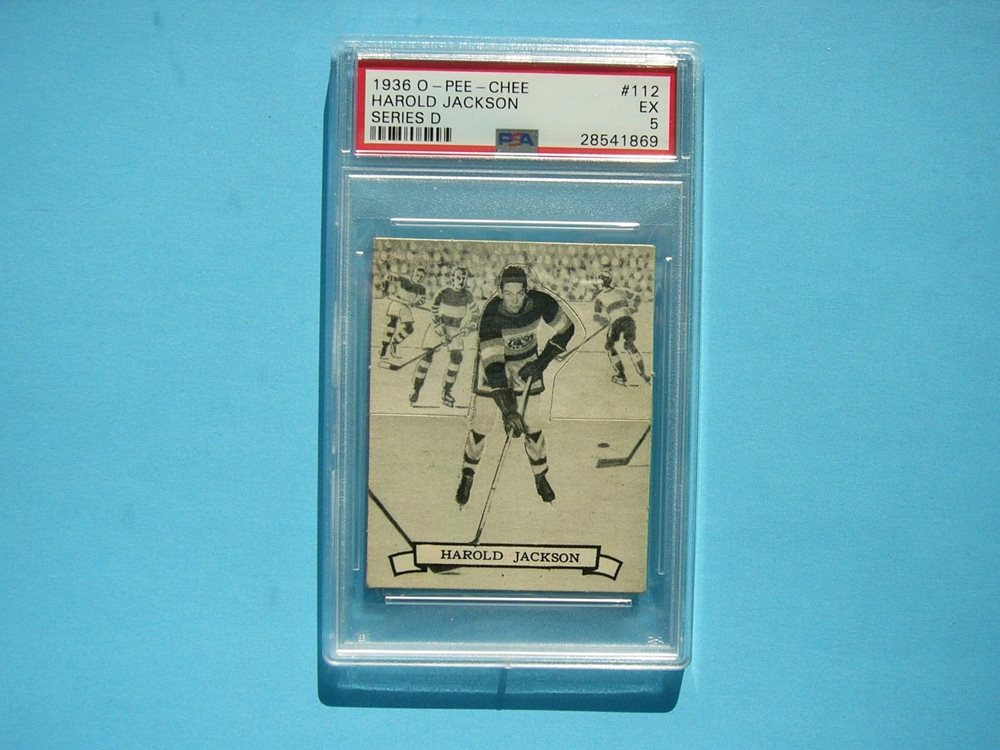 1936 O-PEE-CHEE #112
HAROLD JACKSON EX
SERIES D 5
PSA 28541869
HAROLD JACKSON